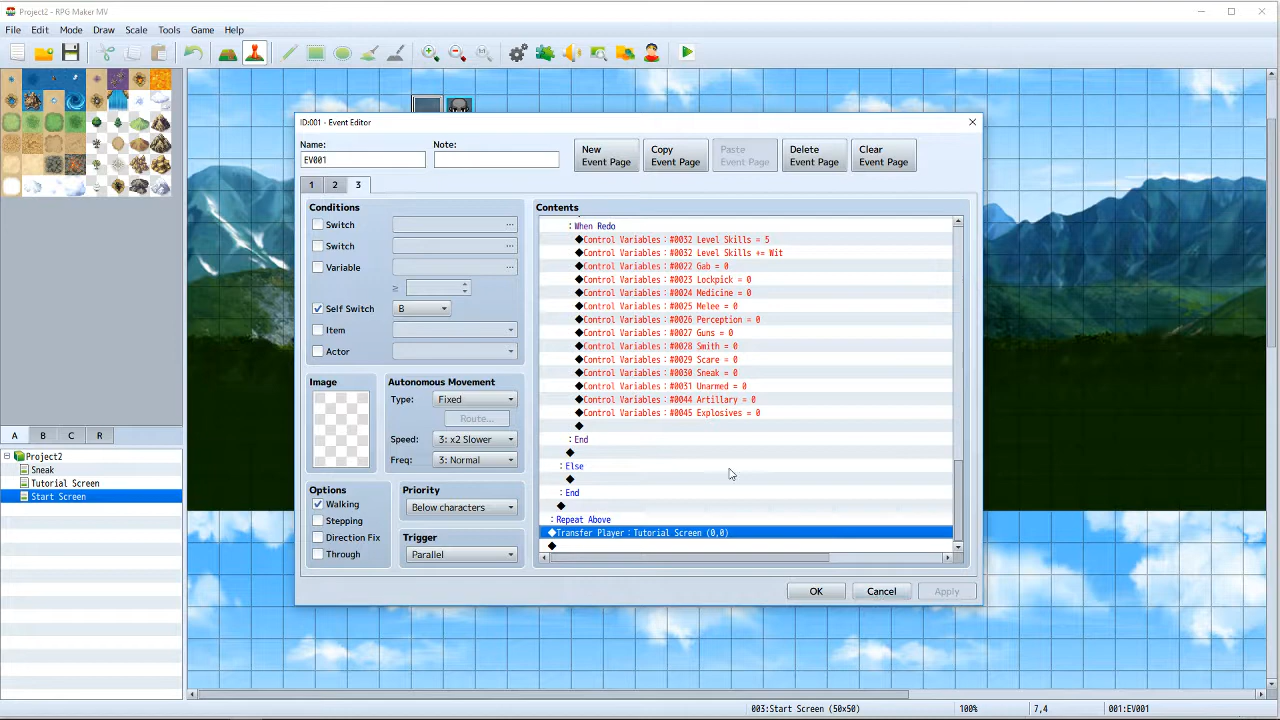 Project2 - RPG Maker MV
File Edit Mode Draw Scale Tools Game Help
ID:001 - Event Editor
Name:
Note:
EV001
New
Event Page
Copy
Event Page
Paste
Event Page
Delete
Event Page
Clear
Event Page
1 2 3
Conditions
Switch ...
Switch ...
Variable ...
≥
Self Switch B
Item
Actor
Image
Autonomous Movement
Type: Fixed
Route...
Speed: 3: x2 Slower
Freq: 3: Normal
Options
Walking
Stepping
Direction Fix
Through
Priority
Below characters
Trigger
Parallel
Contents
: When Redo
◆Control Variables : #0032 Level Skills = 5
◆Control Variables : #0032 Level Skills += Wit
◆Control Variables : #0022 Gab = 0
◆Control Variables : #0023 Lockpick = 0
◆Control Variables : #0024 Medicine = 0
◆Control Variables : #0025 Melee = 0
◆Control Variables : #0026 Perception = 0
◆Control Variables : #0027 Guns = 0
◆Control Variables : #0028 Smith = 0
◆Control Variables : #0029 Scare = 0
◆Control Variables : #0030 Sneak = 0
◆Control Variables : #0031 Unarmed = 0
◆Control Variables : #0044 Artillary = 0
◆Control Variables : #0045 Explosives = 0
◆
: End
◆
: Else
◆
: End
◆
: Repeat Above
◆Transfer Player : Tutorial Screen (0,0)
◆
OK Cancel Apply
A B C R
Project2
Sneak
Tutorial Screen
Start Screen
003:Start Screen (50x50) 100% 7,4 001:EV001